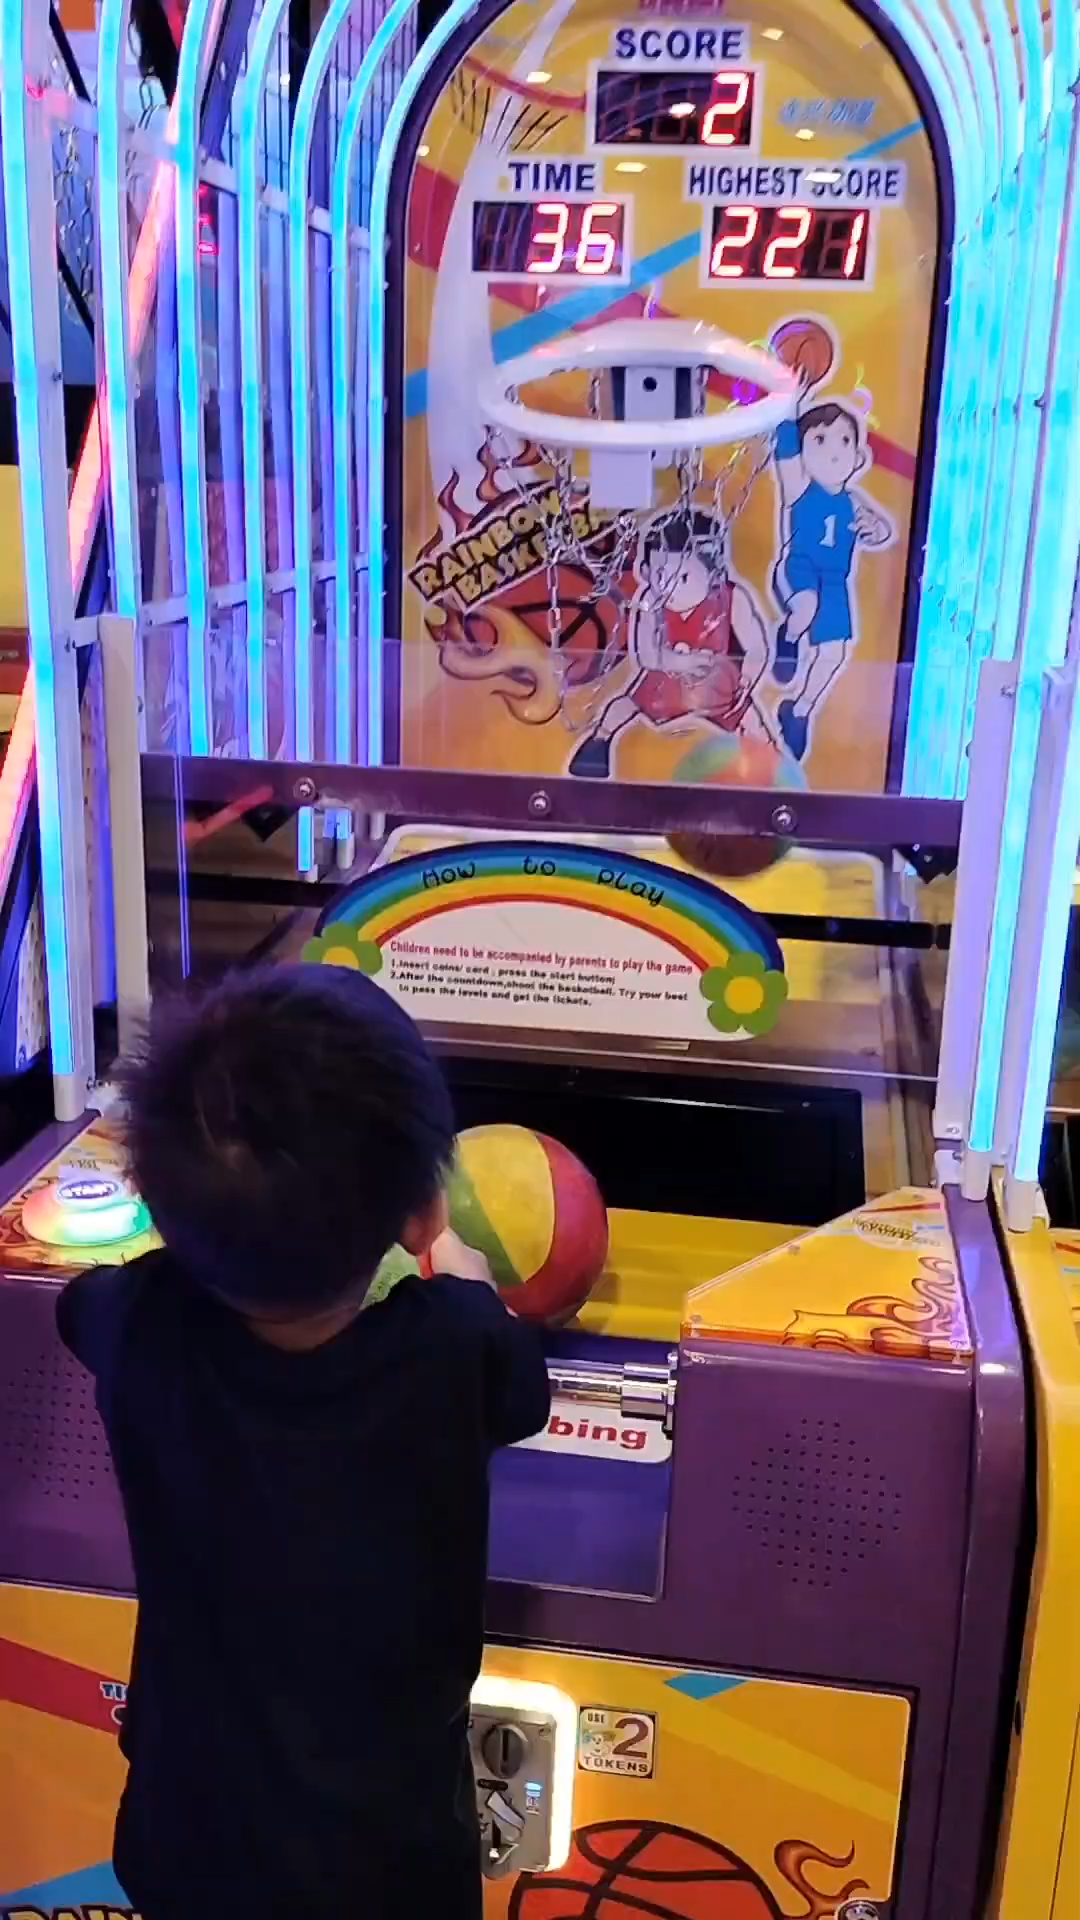 SCORE
2
TIME
HIGHEST SCORE
36
221
RAINBOW
1
How to play
Children need to be accompanied by parents to play the game
1.Insert coins/ card , press the start button;
2.After the countdown,shoot the basketball. Try your best
to pass the levels and get the tickets.
START
bing
USE
2
TOKENS